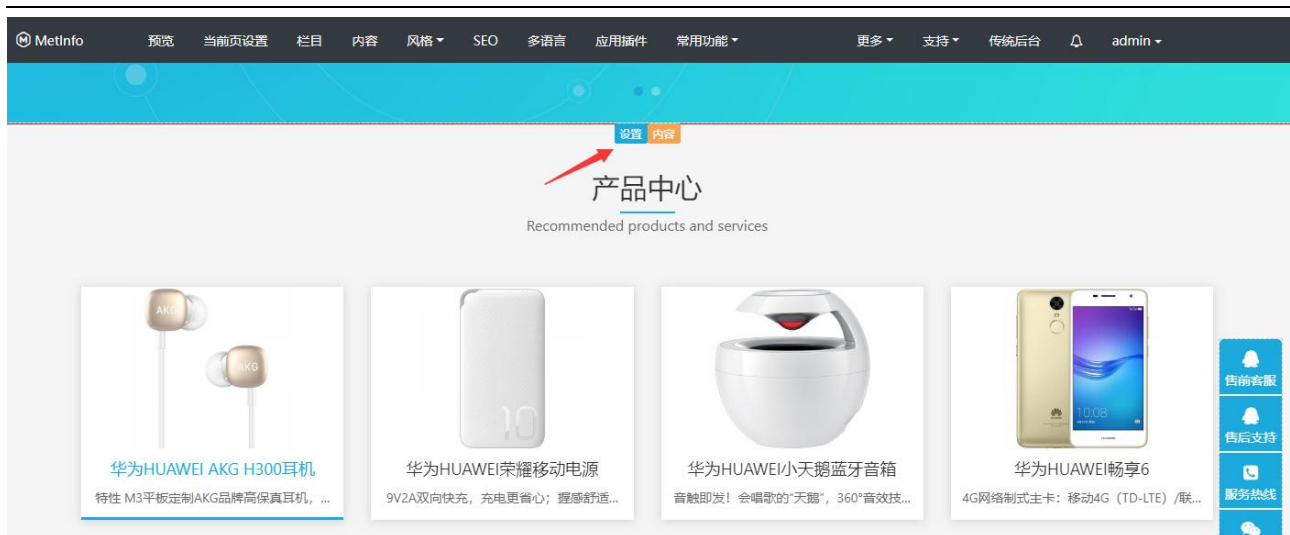 MetInfo 预览 当前页设置 栏目 内容 风格 SEO 多语言 应用插件 常用功能 更多 支持 传统后台 admin
设置 内容
产品中心
Recommended products and services
AKG
AKG
10
10:08
HUAWEI
华为HUAWEI AKG H300耳机
特性 M3平板定制AKG品牌高保真耳机，...
华为HUAWEI荣耀移动电源
9V2A双向快充，充电更省心；握感舒适...
华为HUAWEI小天鹅蓝牙音箱
音触即发！会唱歌的“天鹅”，360°音效技...
华为HUAWEI畅享6
4G网络制式主卡：移动4G（TD-LTE）/联...
售前客服
售后支持
服务热线